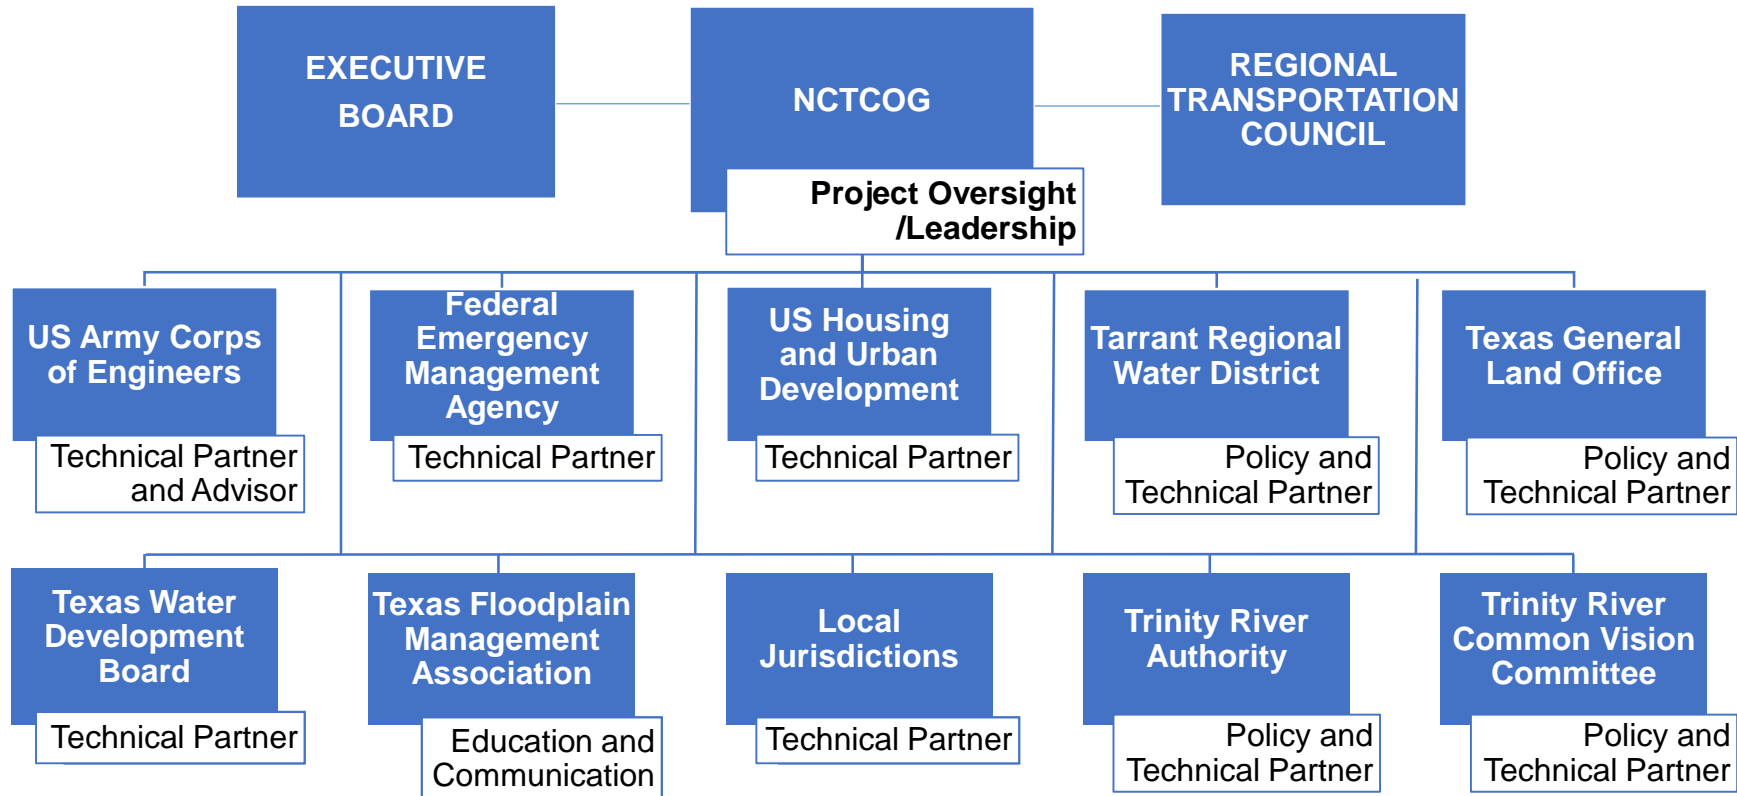 EXECUTIVE
BOARD
NCTCOG
Project Oversight
/Leadership
REGIONAL
TRANSPORTATION
COUNCIL
US Army Corps
of Engineers
Technical Partner
and Advisor
Federal
Emergency
Management
Agency
Technical Partner
US Housing
and Urban
Development
Technical Partner
Tarrant Regional
Water District
Policy and
Technical Partner
Texas General
Land Office
Policy and
Technical Partner
Texas Water
Development
Board
Technical Partner
Texas Floodplain
Management
Association
Education and
Communication
Local
Jurisdictions
Technical Partner
Trinity River
Authority
Policy and
Technical Partner
Trinity River
Common Vision
Committee
Policy and
Technical Partner